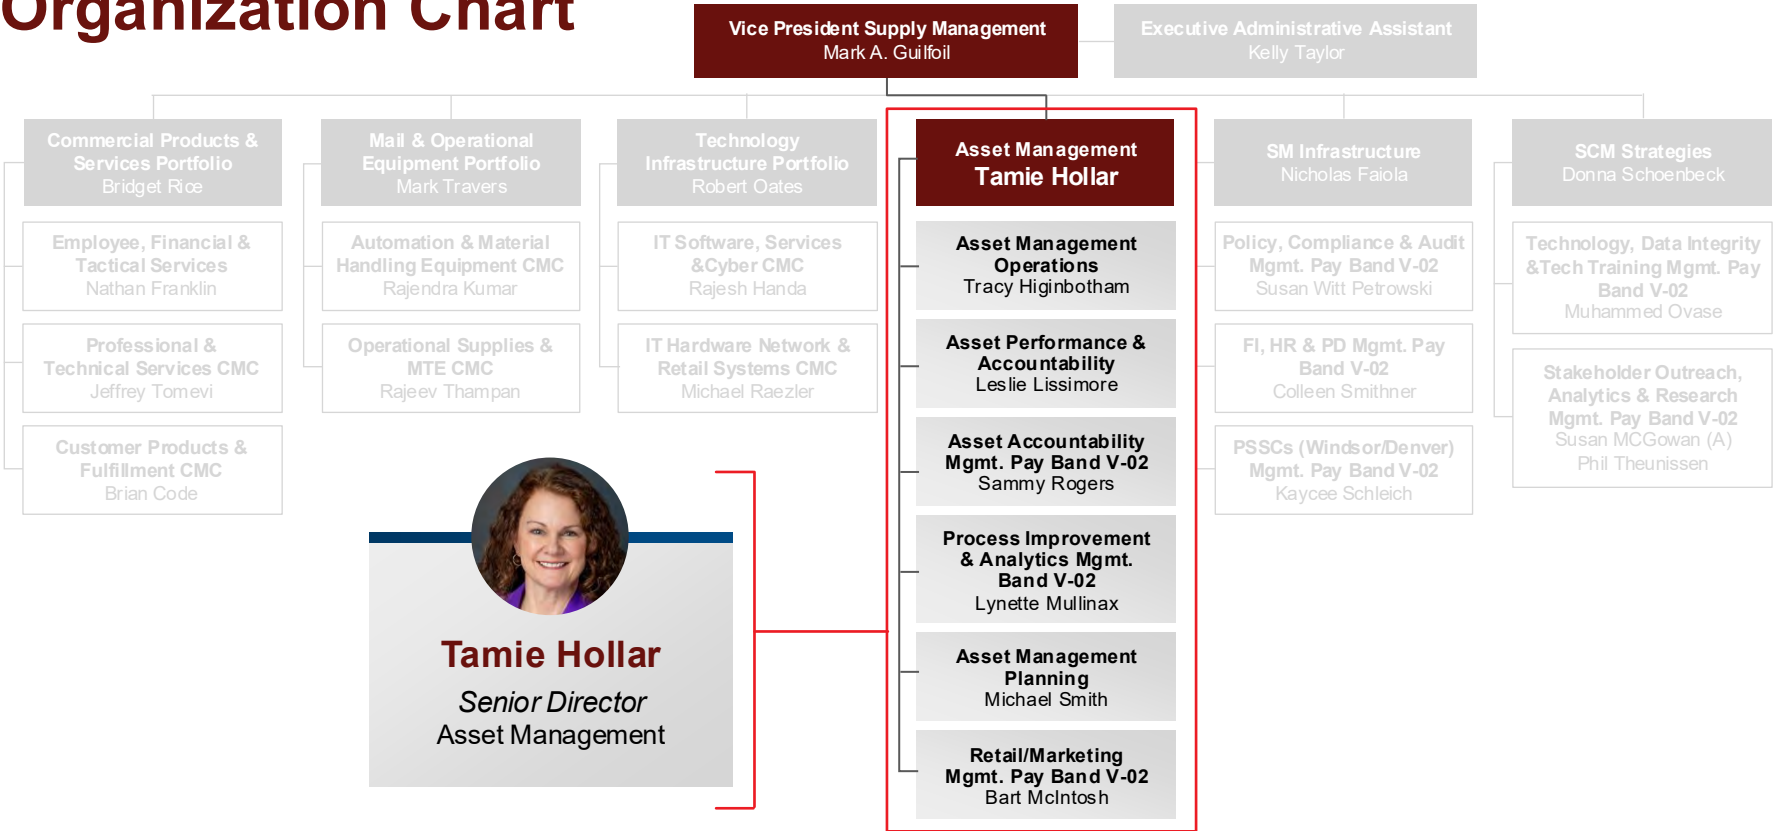 Organization Chart
Vice President Supply Management
Mark A. Guilfoil
Executive Administrative Assistant
Kelly Taylor
Commercial Products &
Services Portfolio
Bridget Rice
Employee, Financial &
Tactical Services
Nathan Franklin
Professional &
Technical Services CMC
Jeffrey Tomevi
Customer Products &
Fulfillment CMC
Brian Code
Mail & Operational
Equipment Portfolio
Mark Travers
Automation & Material
Handling Equipment CMC
Rajendra Kumar
Operational Supplies &
MTE CMC
Rajeev Thampan
Technology
Infrastructure Portfolio
Robert Oates
IT Software, Services
&Cyber CMC
Rajesh Handa
IT Hardware Network &
Retail Systems CMC
Michael Raezler
Asset Management
Tamie Hollar
Asset Management
Operations
Tracy Higinbotham
Asset Performance &
Accountability
Leslie Lissimore
Asset Accountability
Mgmt. Pay Band V-02
Sammy Rogers
Process Improvement
& Analytics Mgmt.
Band V-02
Lynette Mullinax
Asset Management
Planning
Michael Smith
Retail/Marketing
Mgmt. Pay Band V-02
Bart McIntosh
SM Infrastructure
Nicholas Faiola
Policy, Compliance & Audit
Mgmt. Pay Band V-02
Susan Witt Petrowski
FI, HR & PD Mgmt. Pay
Band V-02
Colleen Smithner
PSSCs (Windsor/Denver)
Mgmt. Pay Band V-02
Kaycee Schleich
SCM Strategies
Donna Schoenbeck
Technology, Data Integrity
&Tech Training Mgmt. Pay
Band V-02
Muhammed Ovase
Stakeholder Outreach,
Analytics & Research
Mgmt. Pay Band V-02
Susan MCGowan (A)
Phil Theunissen
Tamie Hollar
Senior Director
Asset Management